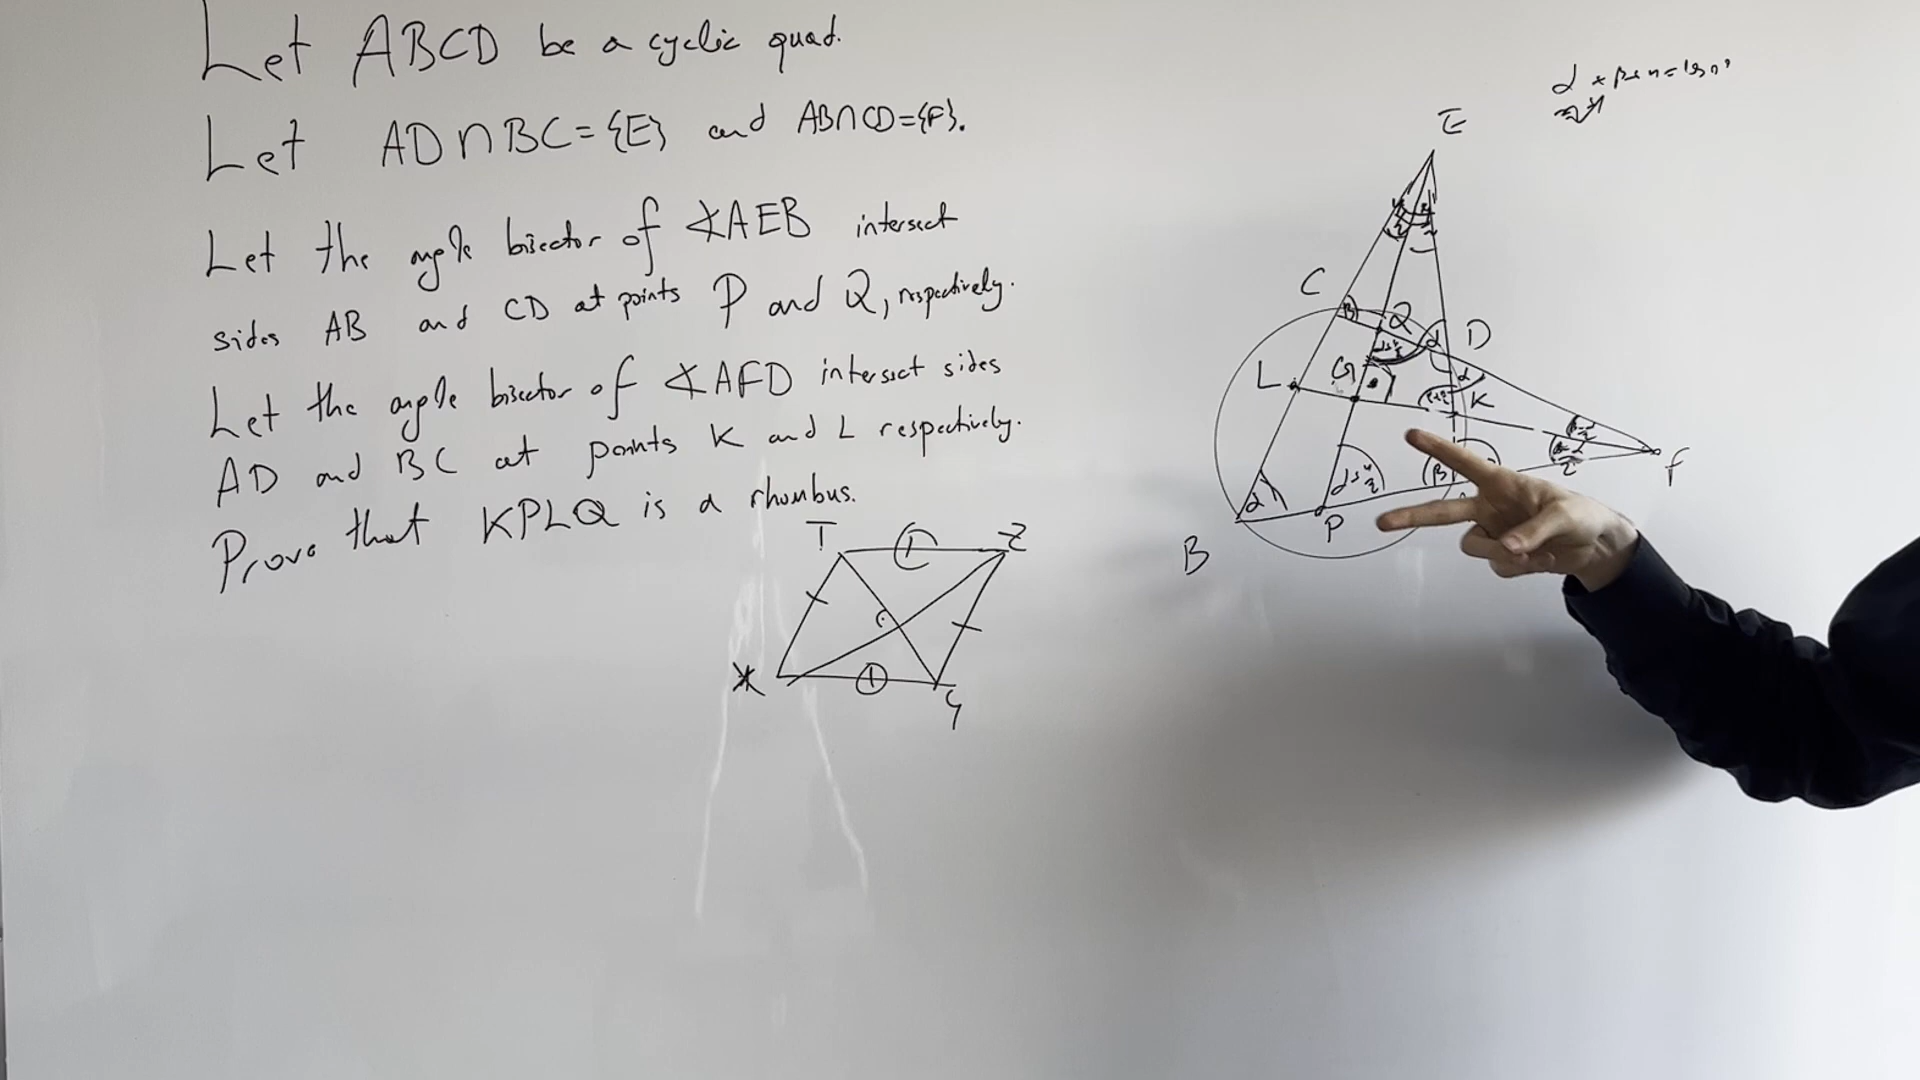 Let ABCD be a cyclic quad.
Let AD∩BC={E} and AB∩CD={F}.
Let the angle bisector of ∢AEB intersect
sides AB and CD at points P and Q, respectively.
Let the angle bisector of ∢AFD intersect sides
AD and BC at points K and L respectively.
Prove that KPLQ is a rhombus.
E
C
Q
D
L
G
K
F
B
P
T
Z
X
Y